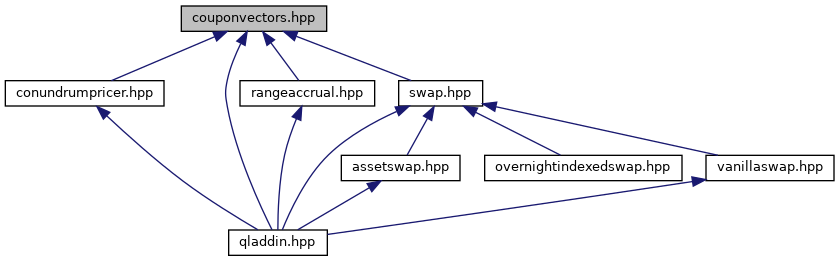 couponvectors.hpp
conundrumpricer.hpp
rangeaccrual.hpp
swap.hpp
assetswap.hpp
overnightindexedswap.hpp
vanillaswap.hpp
qladdin.hpp